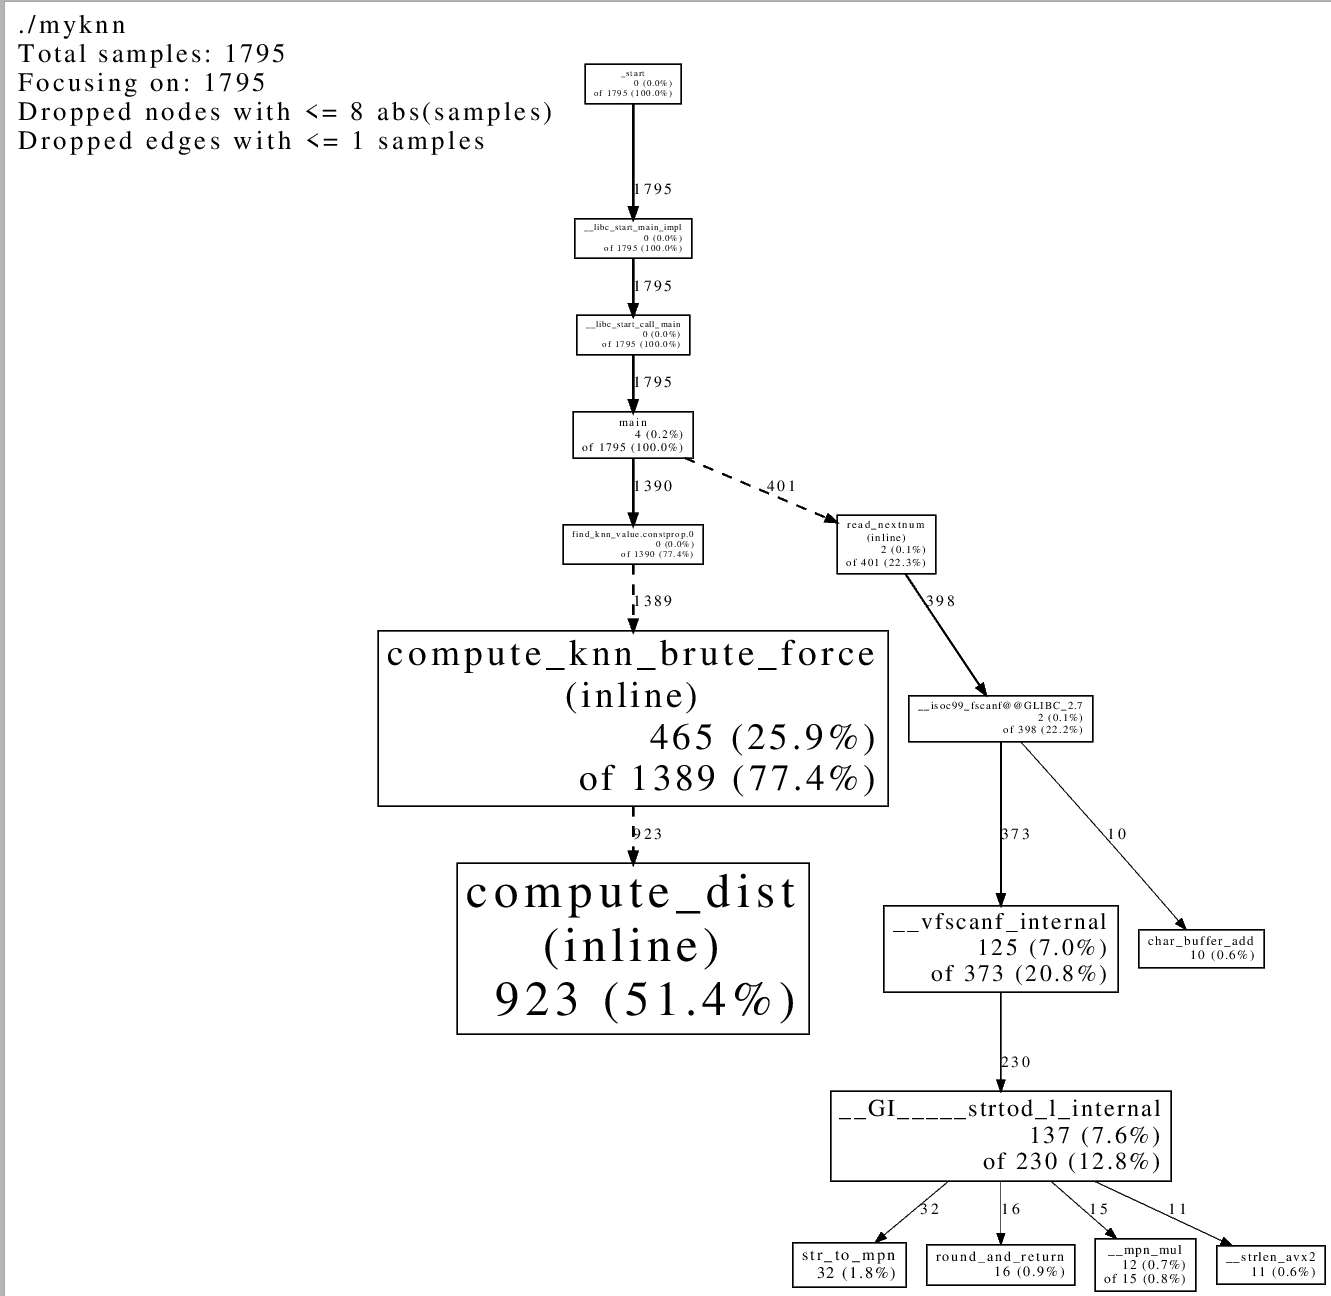 ./myknn
Total samples: 1795
Focusing on: 1795
Dropped nodes with <= 8 abs(samples)
Dropped edges with <= 1 samples
_start
0 (0.0%)
of 1795 (100.0%)
1795
__libc_start_main_impl
0 (0.0%)
of 1795 (100.0%)
1795
__libc_start_call_main
0 (0.0%)
of 1795 (100.0%)
1795
main
4 (0.2%)
of 1795 (100.0%)
1390
401
find_knn_value.constprop.0
0 (0.0%)
of 1390 (77.4%)
read_nextnum
(inline)
2 (0.1%)
of 401 (22.3%)
1389
398
compute_knn_brute_force
(inline)
465 (25.9%)
of 1389 (77.4%)
__isoc99_fscanf@@GLIBC_2.7
2 (0.1%)
of 398 (22.2%)
923
373
10
compute_dist
(inline)
923 (51.4%)
__vfscanf_internal
125 (7.0%)
of 373 (20.8%)
char_buffer_add
10 (0.6%)
230
__GI_____strtod_l_internal
137 (7.6%)
of 230 (12.8%)
32
16
15
11
str_to_mpn
32 (1.8%)
round_and_return
16 (0.9%)
__mpn_mul
12 (0.7%)
of 15 (0.8%)
__strlen_avx2
11 (0.6%)